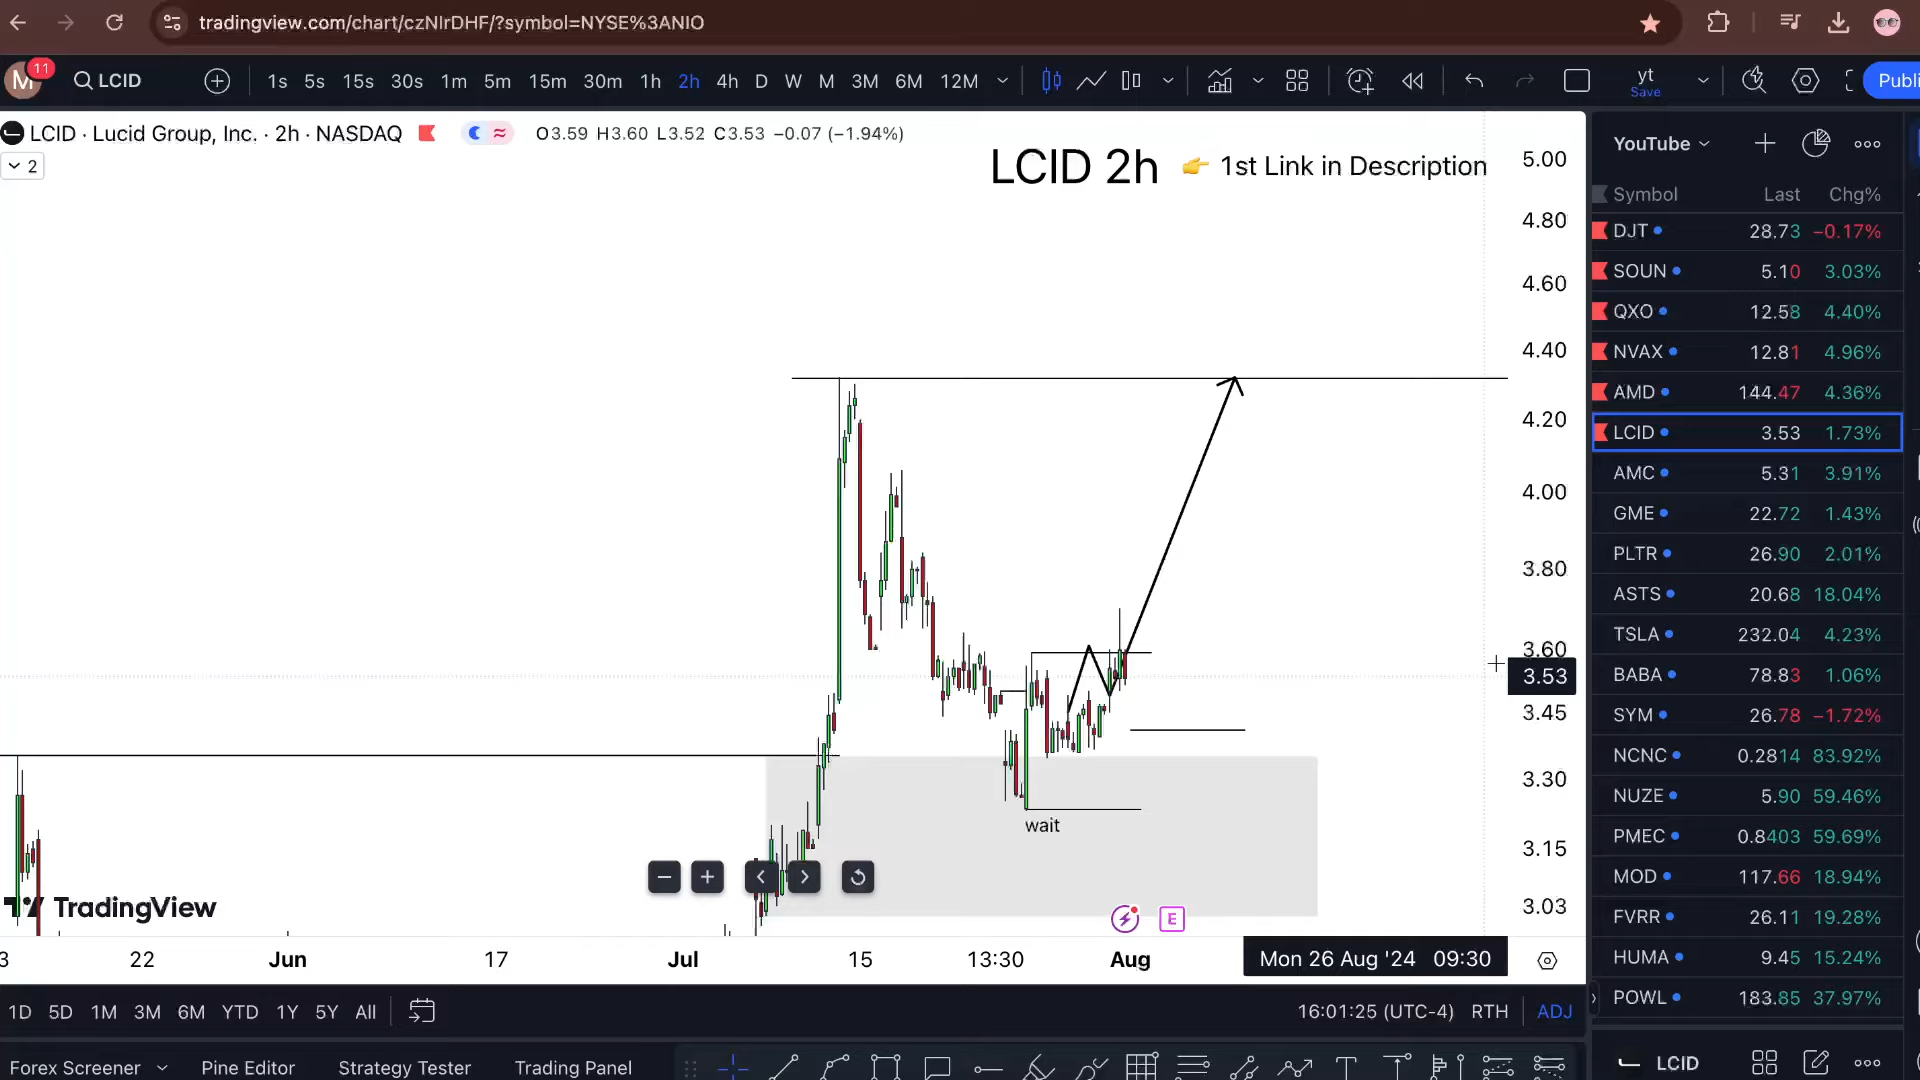 tradingview.com/chart/czNlrDHF/?symbol=NYSE%3ANIO
M 11 LCID 1s 5s 15s 30s 1m 5m 15m 30m 1h 2h 4h D W M 3M 6M 12M yt Save Publi
LCID · Lucid Group, Inc. · 2h · NASDAQ O3.59 H3.60 L3.52 C3.53 −0.07 (−1.94%)
2
LCID 2h 👉 1st Link in Description
5.00
4.80
4.60
4.40
4.20
4.00
3.80
3.60
3.53
3.45
3.30
3.15
3.03
wait
TradingView
E
3 22 Jun 17 Jul 15 13:30 Aug Mon 26 Aug '24 09:30
1D 5D 1M 3M 6M YTD 1Y 5Y All 16:01:25 (UTC-4) RTH ADJ
Forex Screener Pine Editor Strategy Tester Trading Panel
YouTube
Symbol Last Chg%
DJT 28.73 −0.17%
SOUN 5.10 3.03%
QXO 12.58 4.40%
NVAX 12.81 4.96%
AMD 144.47 4.36%
LCID 3.53 1.73%
AMC 5.31 3.91%
GME 22.72 1.43%
PLTR 26.90 2.01%
ASTS 20.68 18.04%
TSLA 232.04 4.23%
BABA 78.83 1.06%
SYM 26.78 −1.72%
NCNC 0.2814 83.92%
NUZE 5.90 59.46%
PMEC 0.8403 59.69%
MOD 117.66 18.94%
FVRR 26.11 19.28%
HUMA 9.45 15.24%
POWL 183.85 37.97%
LCID